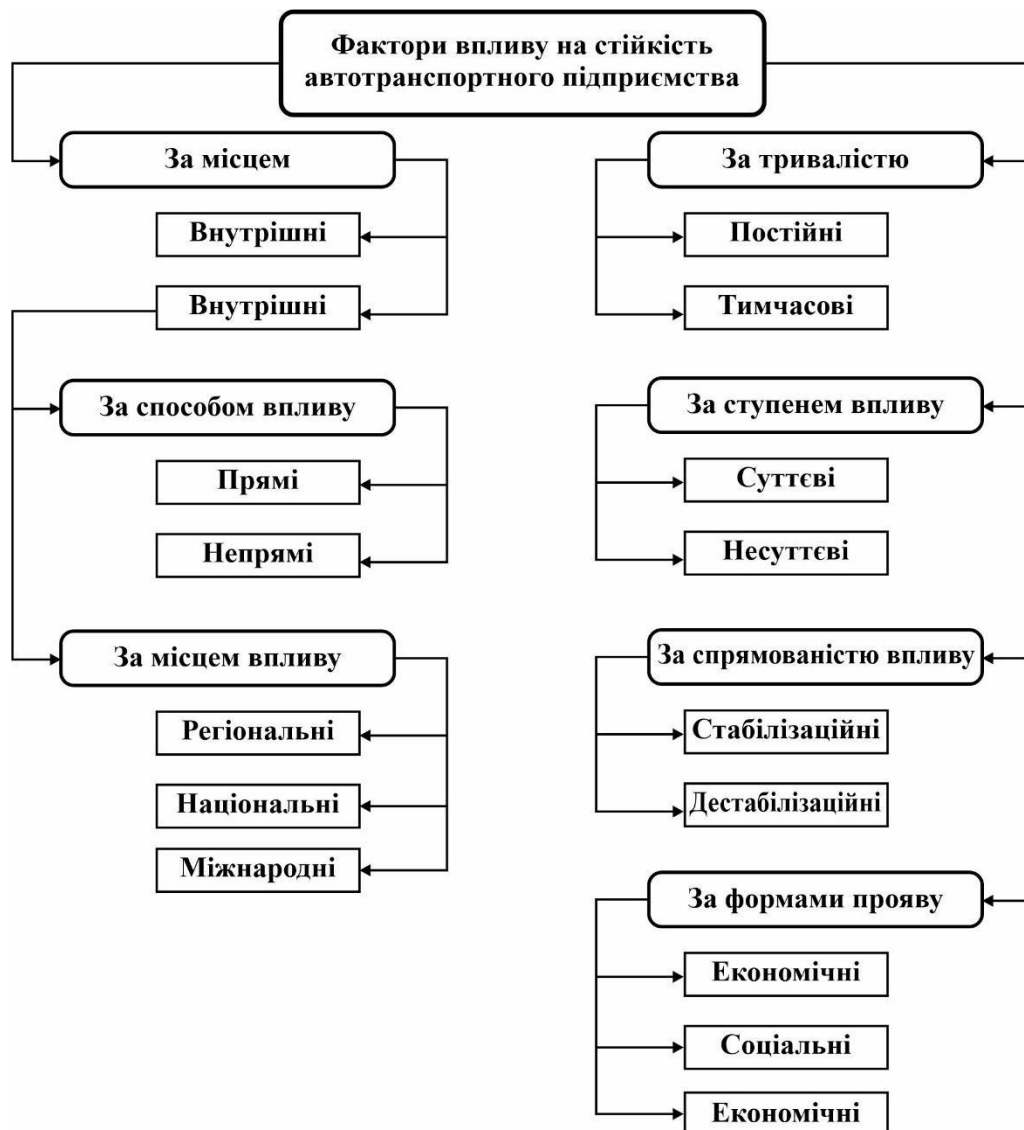 Фактори впливу на стійкість
автотранспортного підприємства
За місцем
Внутрішні
Внутрішні
За способом впливу
Прямі
Непрямі
За місцем впливу
Регіональні
Національні
Міжнародні
За тривалістю
Постійні
Тимчасові
За ступенем впливу
Суттєві
Несуттєві
За спрямованістю впливу
Стабілізаційні
Дестабілізаційні
За формами прояву
Економічні
Соціальні
Економічні